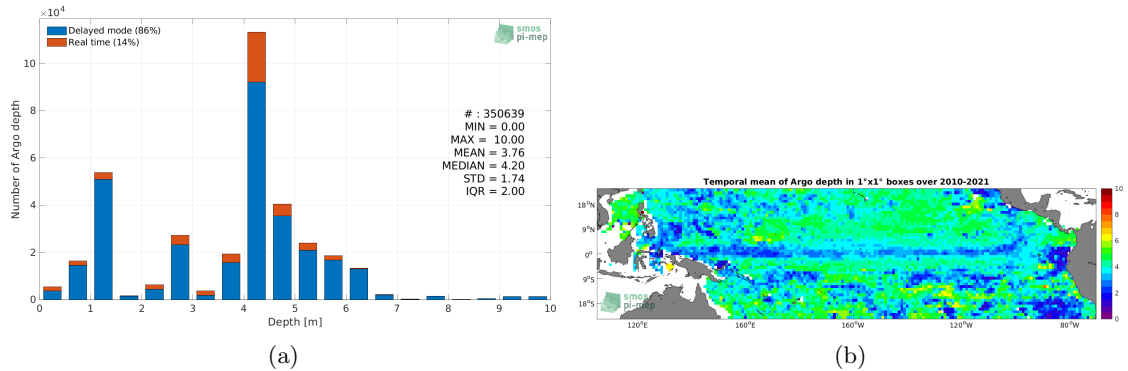 ×10⁴
Number of Argo depth
10
8
6
4
2
0
Delayed mode (86%)
Real time (14%)
smos
pi-mep
# : 350639
MIN = 0.00
MAX = 10.00
MEAN = 3.76
MEDIAN = 4.20
STD = 1.74
IQR = 2.00
0 1 2 3 4 5 6 7 8 9 10
Depth [m]
(a)
Temporal mean of Argo depth in 1°x1° boxes over 2010-2021
18°N
9°N
0°
9°S
18°S
smos
pi-mep
120°E 160°E 160°W 120°W 80°W
10
8
6
4
2
0
(b)